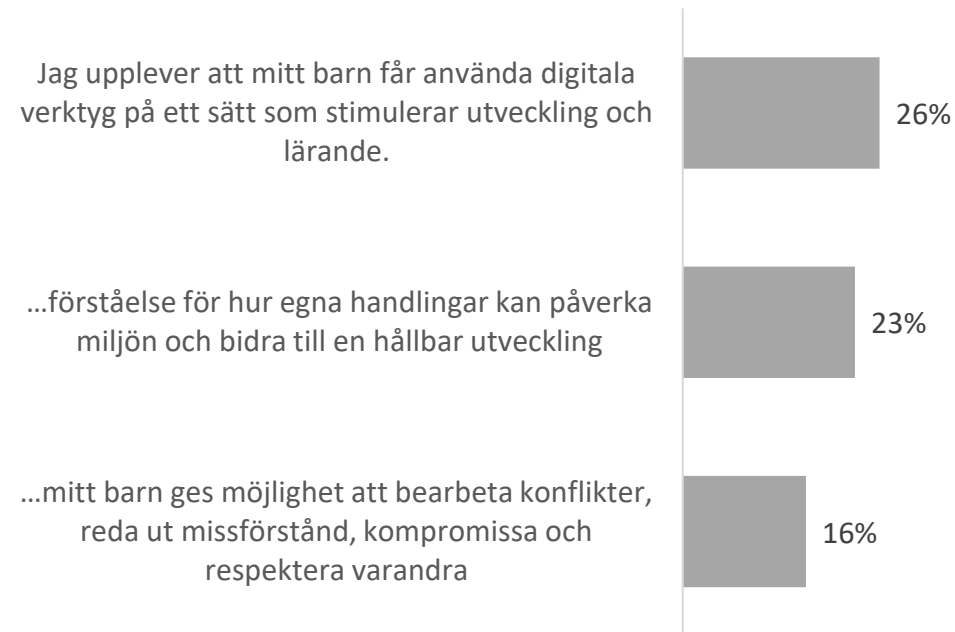 Jag upplever att mitt barn får använda digitala
verktyg på ett sätt som stimulerar utveckling och
lärande.
26%
…förståelse för hur egna handlingar kan påverka
miljön och bidra till en hållbar utveckling
23%
…mitt barn ges möjlighet att bearbeta konflikter,
reda ut missförstånd, kompromissa och
respektera varandra
16%